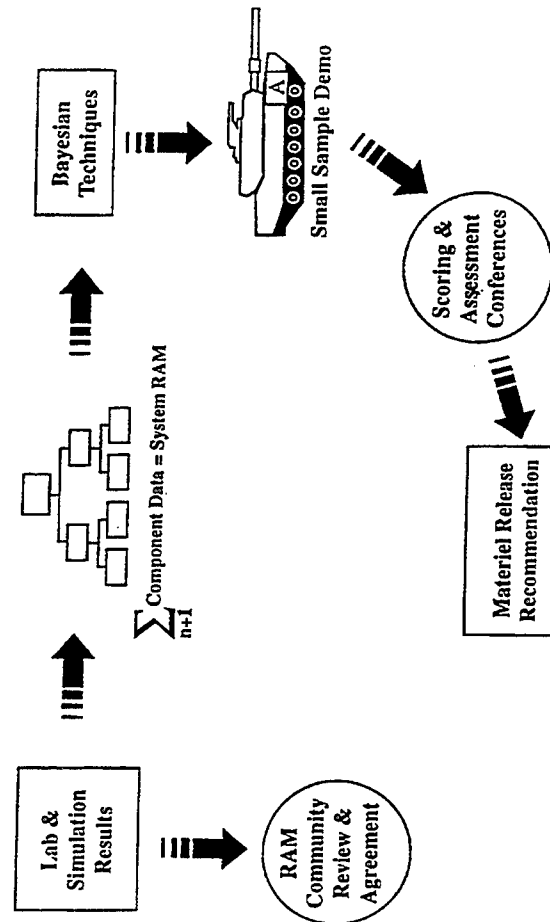 Lab &
Simulation
Results
RAM
Community
Review &
Agreement
∑ Component Data = System RAM
n+1
Bayesian
Techniques
A
Small Sample Demo
Scoring &
Assessment
Conferences
Materiel Release
Recommendation